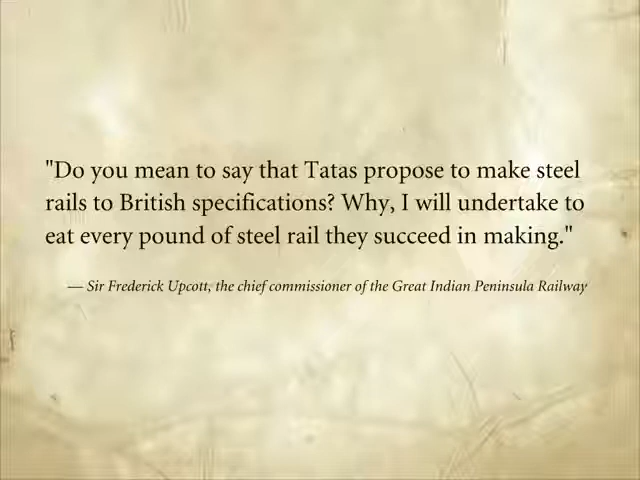 "Do you mean to say that Tatas propose to make steel
rails to British specifications? Why, I will undertake to
eat every pound of steel rail they succeed in making."
— Sir Frederick Upcott, the chief commissioner of the Great Indian Peninsula Railway